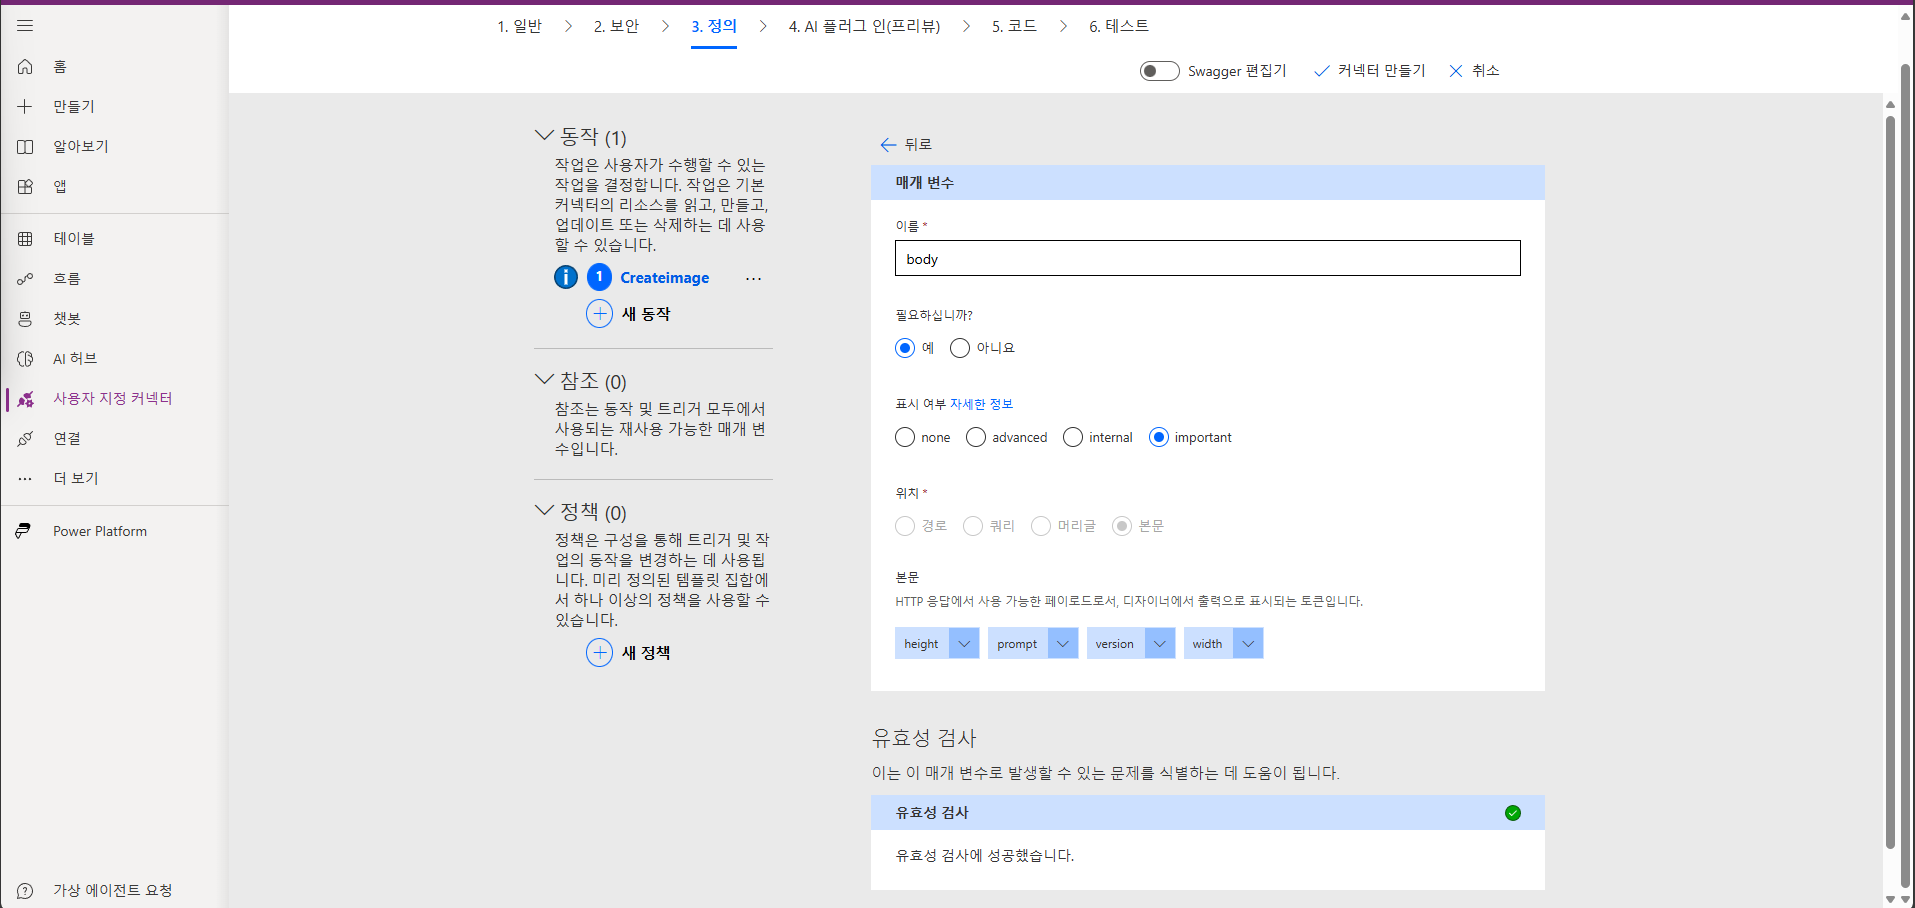 1. 일반
2. 보안
3. 정의
4. AI 플러그 인(프리뷰)
5. 코드
6. 테스트
Swagger 편집기
커넥터 만들기
취소
홈
만들기
알아보기
앱
테이블
흐름
챗봇
AI 허브
사용자 지정 커넥터
연결
더 보기
Power Platform
가상 에이전트 요청
동작 (1)
작업은 사용자가 수행할 수 있는
작업을 결정합니다. 작업은 기본
커넥터의 리소스를 읽고, 만들고,
업데이트 또는 삭제하는 데 사용
할 수 있습니다.
1 Createimage ...
새 동작
참조 (0)
참조는 동작 및 트리거 모두에서
사용되는 재사용 가능한 매개 변
수입니다.
정책 (0)
정책은 구성을 통해 트리거 및 작
업의 동작을 변경하는 데 사용됩
니다. 미리 정의된 템플릿 집합에
서 하나 이상의 정책을 사용할 수
있습니다.
새 정책
뒤로
매개 변수
이름 *
body
필요하십니까?
예 아니요
표시 여부 자세한 정보
none advanced internal important
위치 *
경로 쿼리 머리글 본문
본문
HTTP 응답에서 사용 가능한 페이로드로서, 디자이너에서 출력으로 표시되는 토큰입니다.
height prompt version width
유효성 검사
이는 이 매개 변수로 발생할 수 있는 문제를 식별하는 데 도움이 됩니다.
유효성 검사
유효성 검사에 성공했습니다.